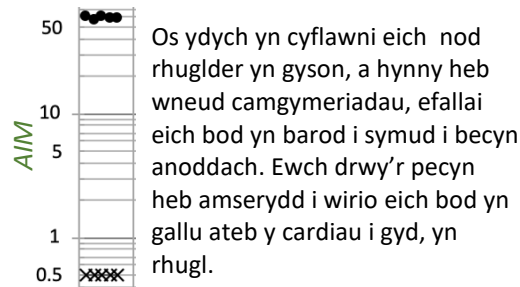 50
10
AIM
5
1
0.5
Os ydych yn cyflawni eich nod
rhuglder yn gyson, a hynny heb
wneud camgymeriadau, efallai
eich bod yn barod i symud i becyn
anoddach. Ewch drwy'r pecyn
heb amserydd i wirio eich bod yn
gallu ateb y cardiau i gyd, yn
rhugl.